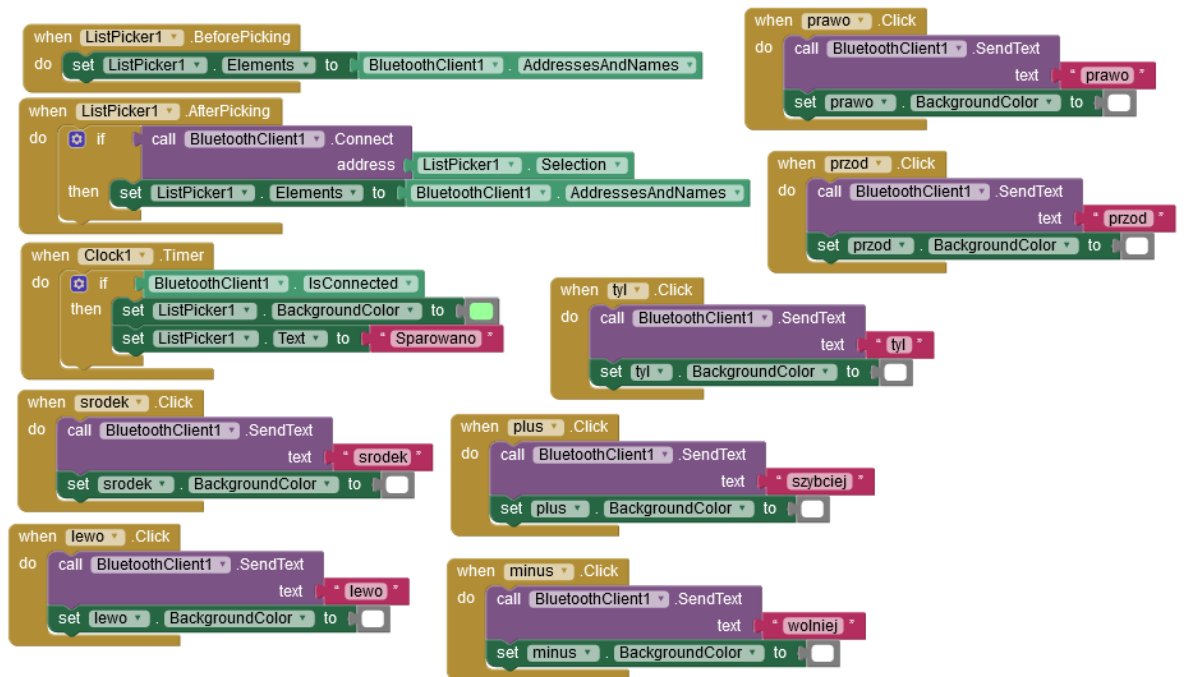 when ListPicker1 .BeforePicking
do set ListPicker1 . Elements to BluetoothClient1 . AddressesAndNames
when ListPicker1 .AfterPicking
do if call BluetoothClient1 .Connect
address ListPicker1 . Selection
then set ListPicker1 . Elements to BluetoothClient1 . AddressesAndNames
when Clock1 .Timer
do if BluetoothClient1 . IsConnected
then set ListPicker1 . BackgroundColor to
set ListPicker1 . Text to " Sparowano "
when srodek .Click
do call BluetoothClient1 .SendText
text " srodek "
set srodek . BackgroundColor to
when lewo .Click
do call BluetoothClient1 .SendText
text " lewo "
set lewo . BackgroundColor to
when prawo .Click
do call BluetoothClient1 .SendText
text " prawo "
set prawo . BackgroundColor to
when przod .Click
do call BluetoothClient1 .SendText
text " przod "
set przod . BackgroundColor to
when tyl .Click
do call BluetoothClient1 .SendText
text " tyl "
set tyl . BackgroundColor to
when plus .Click
do call BluetoothClient1 .SendText
text " szybciej "
set plus . BackgroundColor to
when minus .Click
do call BluetoothClient1 .SendText
text " wolniej "
set minus . BackgroundColor to